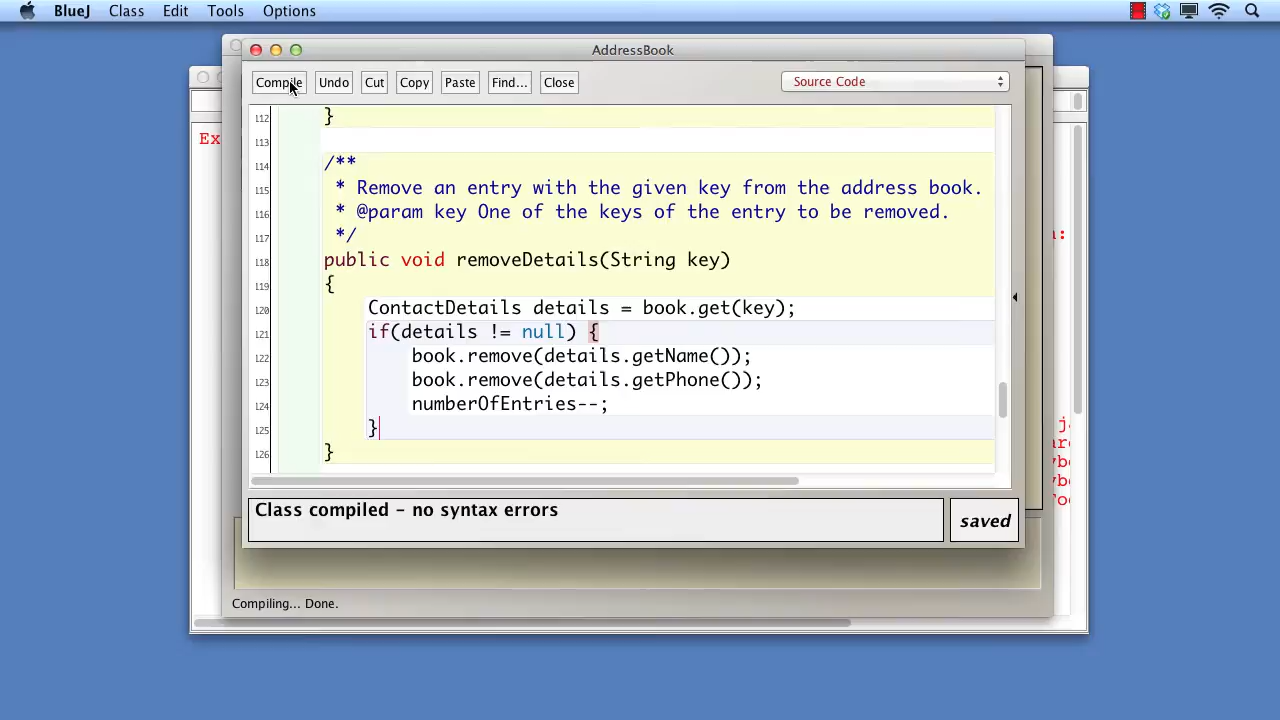 BlueJ Class Edit Tools Options
AddressBook
Compile Undo Cut Copy Paste Find... Close Source Code
Ex
112 }
113
114 /**
115 * Remove an entry with the given key from the address book.
116 * @param key One of the keys of the entry to be removed.
117 */
118 public void removeDetails(String key)
119 {
120 ContactDetails details = book.get(key);
121 if(details != null) {
122 book.remove(details.getName());
123 book.remove(details.getPhone());
124 numberOfEntries--;
125 }
126 }
Class compiled - no syntax errors
saved
Compiling... Done.